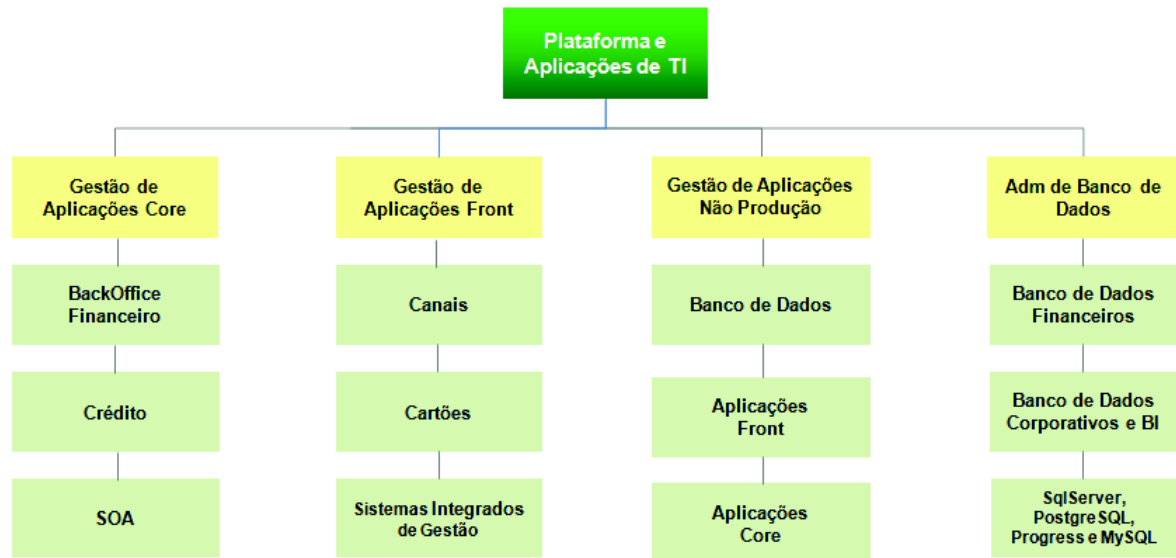 Plataforma e
Aplicações de TI
Gestão de
Aplicações Core
Gestão de
Aplicações Front
Gestão de Aplicações
Não Produção
Adm de Banco de
Dados
BackOffice
Financeiro
Canais
Banco de Dados
Banco de Dados
Financeiros
Crédito
Cartões
Aplicações
Front
Banco de Dados
Corporativos e BI
SOA
Sistemas Integrados
de Gestão
Aplicações
Core
SqlServer,
PostgreSQL,
Progress e MySQL